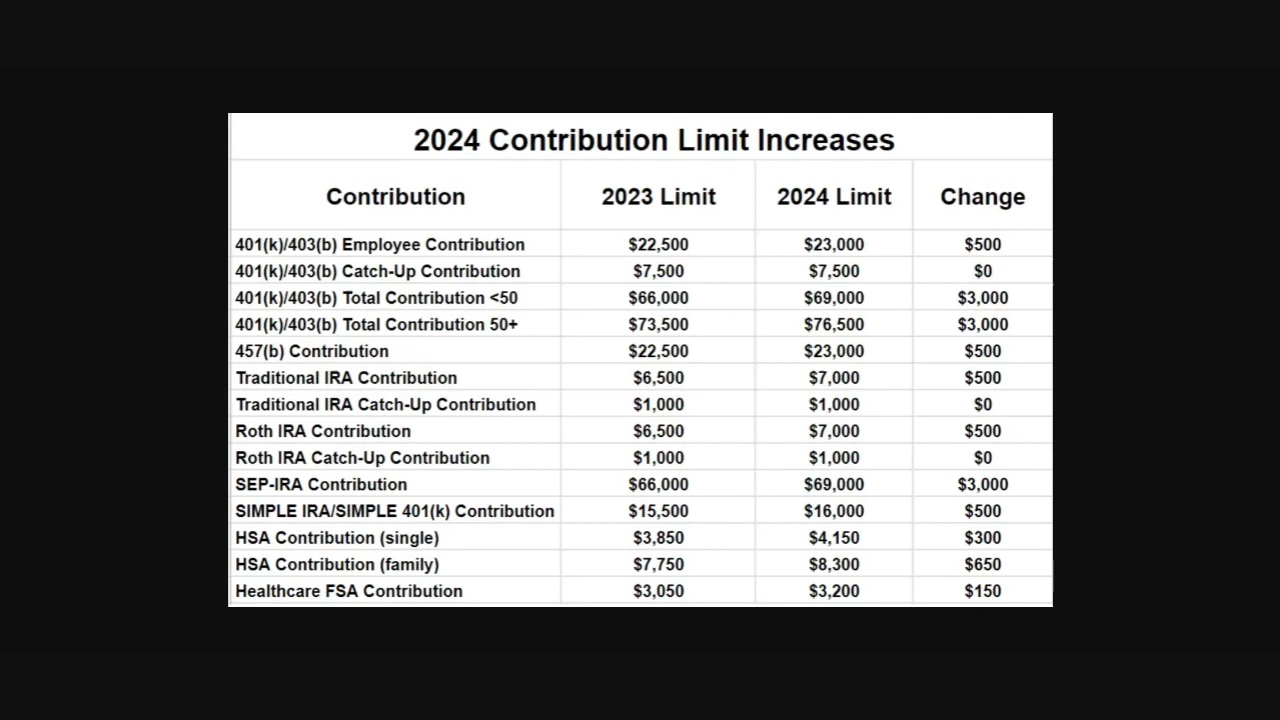 2024 Contribution Limit Increases
Contribution 2023 Limit 2024 Limit Change
401(k)/403(b) Employee Contribution $22,500 $23,000 $500
401(k)/403(b) Catch-Up Contribution $7,500 $7,500 $0
401(k)/403(b) Total Contribution <50 $66,000 $69,000 $3,000
401(k)/403(b) Total Contribution 50+ $73,500 $76,500 $3,000
457(b) Contribution $22,500 $23,000 $500
Traditional IRA Contribution $6,500 $7,000 $500
Traditional IRA Catch-Up Contribution $1,000 $1,000 $0
Roth IRA Contribution $6,500 $7,000 $500
Roth IRA Catch-Up Contribution $1,000 $1,000 $0
SEP-IRA Contribution $66,000 $69,000 $3,000
SIMPLE IRA/SIMPLE 401(k) Contribution $15,500 $16,000 $500
HSA Contribution (single) $3,850 $4,150 $300
HSA Contribution (family) $7,750 $8,300 $650
Healthcare FSA Contribution $3,050 $3,200 $150